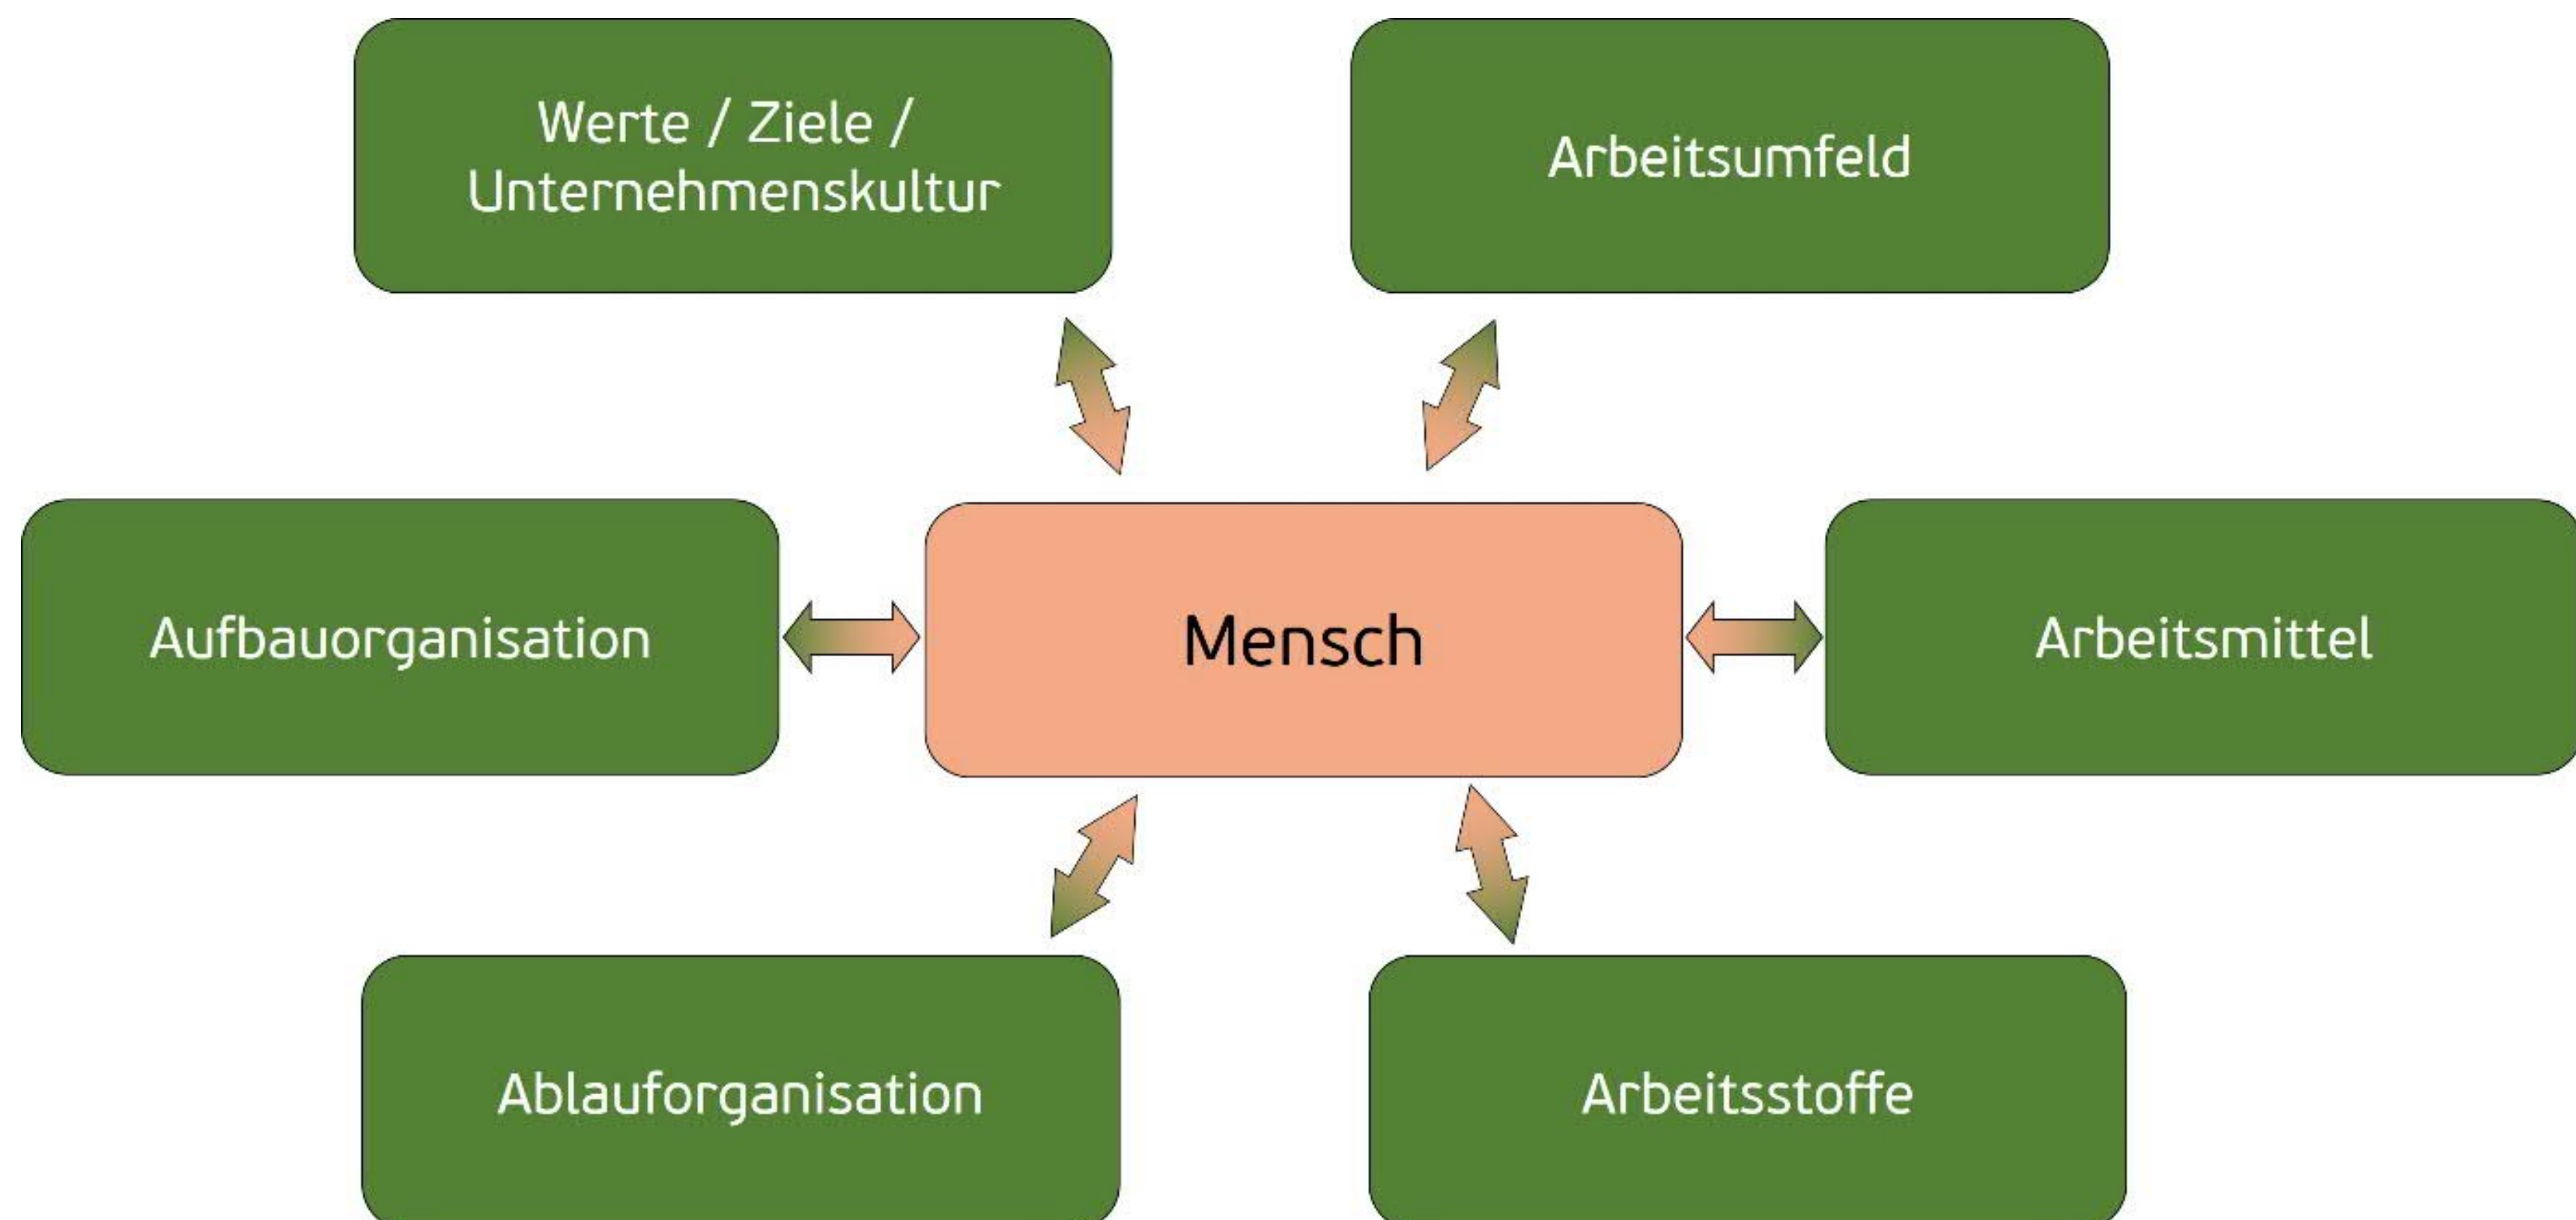 Werte / Ziele /
Unternehmenskultur
Arbeitsumfeld
Aufbauorganisation
Mensch
Arbeitsmittel
Ablauforganisation
Arbeitsstoffe